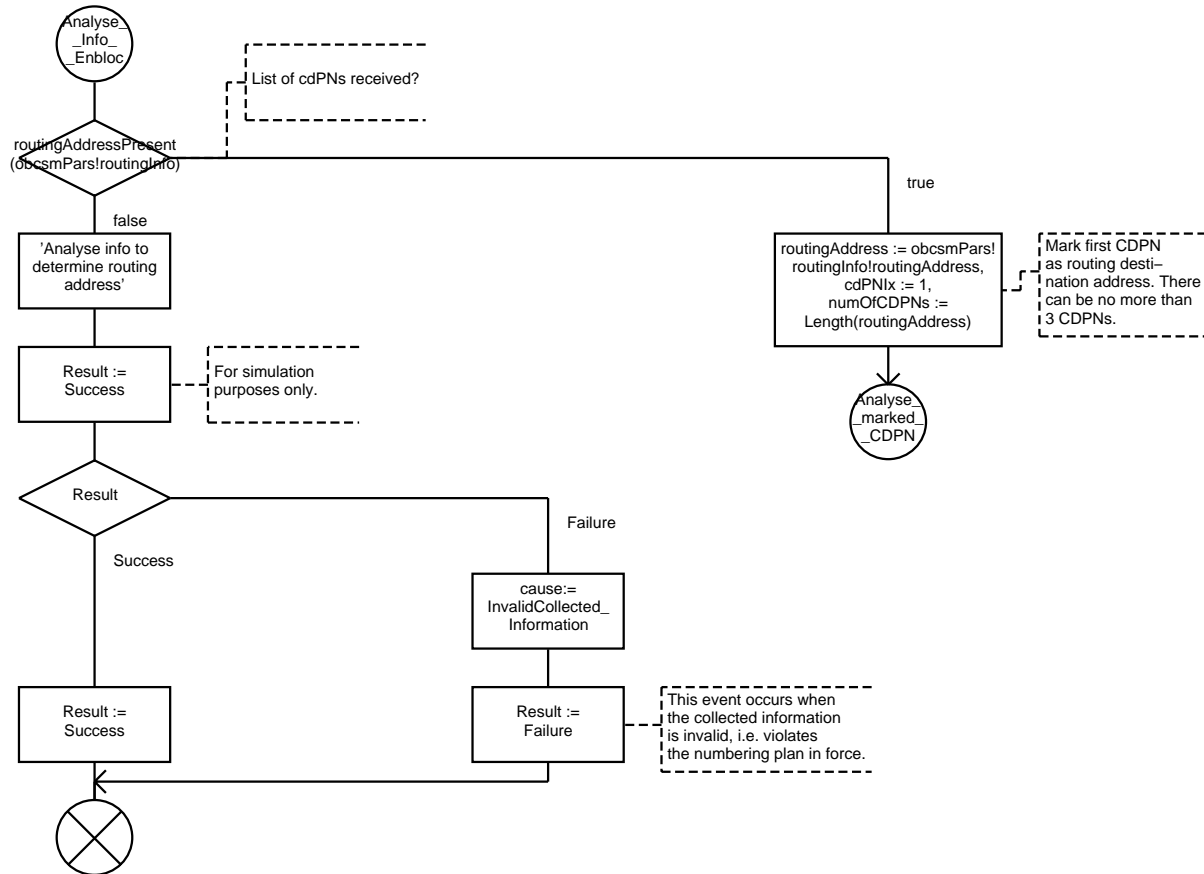 Analyse_
_Info_
_Enbloc
List of cdPNs received?
routingAddressPresent
(obcsmPars!routingInfo)
true
false
’Analyse info to
determine routing
address’
routingAddress := obcsmPars!
routingInfo!routingAddress,
cdPNIx := 1,
numOfCDPNs :=
Length(routingAddress)
Mark first CDPN
as routing desti–
nation address. There
can be no more than
3 CDPNs.
Result :=
Success
For simulation
purposes only.
Analyse_
_marked_
_CDPN
Result
Failure
Success
cause:=
InvalidCollected_
Information
Result :=
Success
Result :=
Failure
This event occurs when
the collected information
is invalid, i.e. violates
the numbering plan in force.